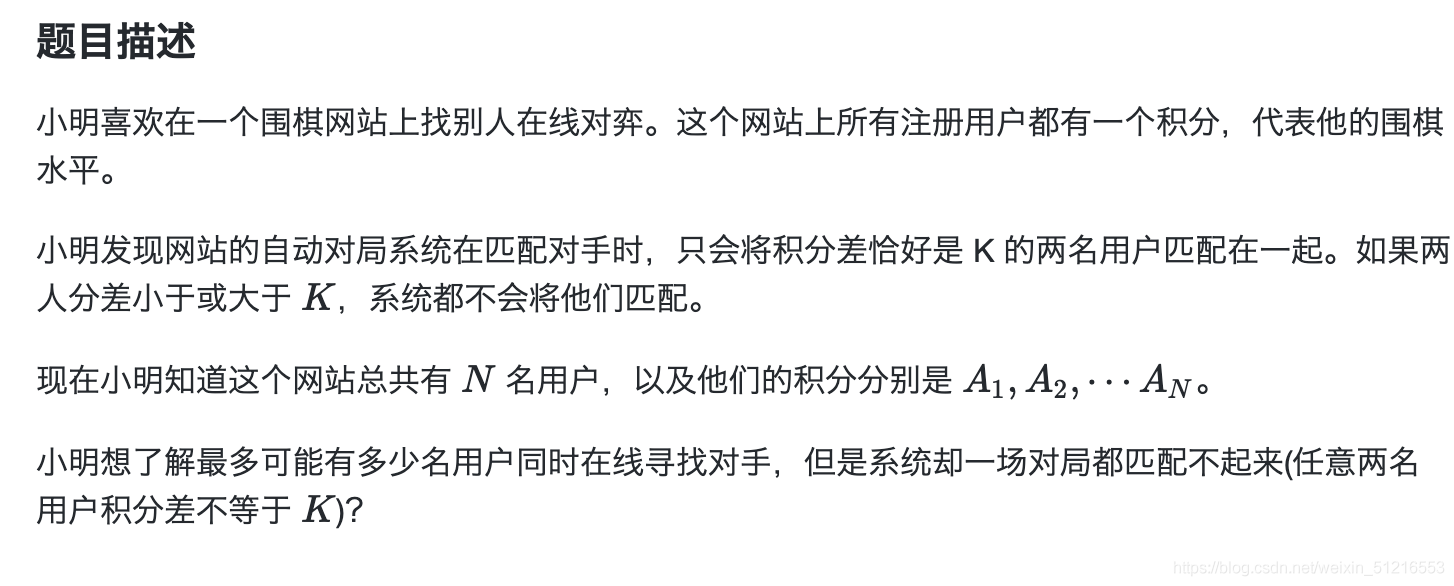 题目描述
小明喜欢在一个围棋网站上找别人在线对弈。这个网站上所有注册用户都有一个积分，代表他的围棋
水平。
小明发现网站的自动对局系统在匹配对手时，只会将积分差恰好是 K 的两名用户匹配在一起。如果两
人分差小于或大于 K，系统都不会将他们匹配。
现在小明知道这个网站总共有 N 名用户，以及他们的积分分别是 A₁, A₂, ⋯ A_N。
小明想了解最多可能有多少名用户同时在线寻找对手，但是系统却一场对局都匹配不起来(任意两名
用户积分差不等于 K)?
https://blog.csdn.net/weixin_51216553